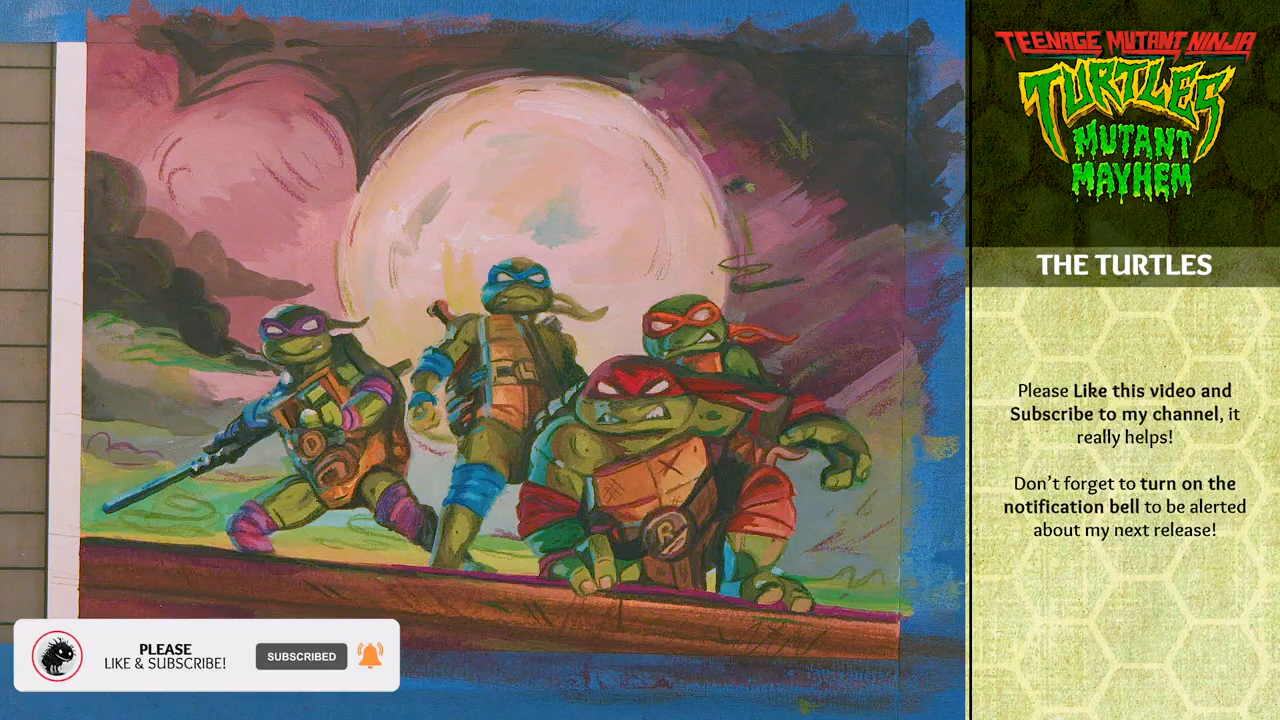 TEENAGE MUTANT NINJA
TURTLES
MUTANT
MAYHEM
THE TURTLES
Please Like this video and
Subscribe to my channel, it
really helps!
Don't forget to turn on the
notification bell to be alerted
about my next release!
R
PLEASE
LIKE & SUBSCRIBE!
SUBSCRIBED